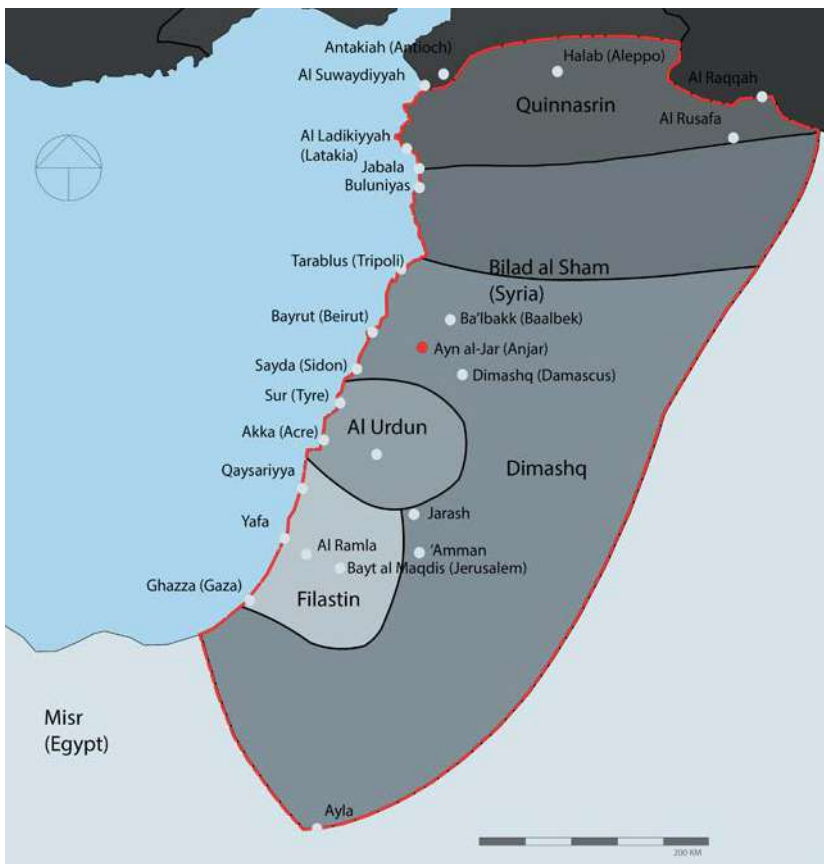 Antakiah (Antioch)
Halab (Aleppo)
Al Suwaydiyyah
Al Raqqah
Quinnasrin
Al Rusafa
Al Ladikiyyah
(Latakia)
Jabala
Buluniyas
Tarablus (Tripoli)
Bilad al Sham
(Syria)
Bayrut (Beirut)
Ba'lbakk (Baalbek)
Ayn al-Jar (Anjar)
Sayda (Sidon)
Dimashq (Damascus)
Sur (Tyre)
Akka (Acre)
Al Urdun
Qaysariyya
Dimashq
Jarash
Yafa
Al Ramla
'Amman
Bayt al Maqdis (Jerusalem)
Ghazza (Gaza)
Filastin
Misr
(Egypt)
Ayla
200 KM